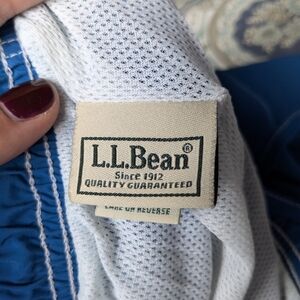 L.L.Bean®
Since 1912
QUALITY GUARANTEED
CARE ON REVERSE